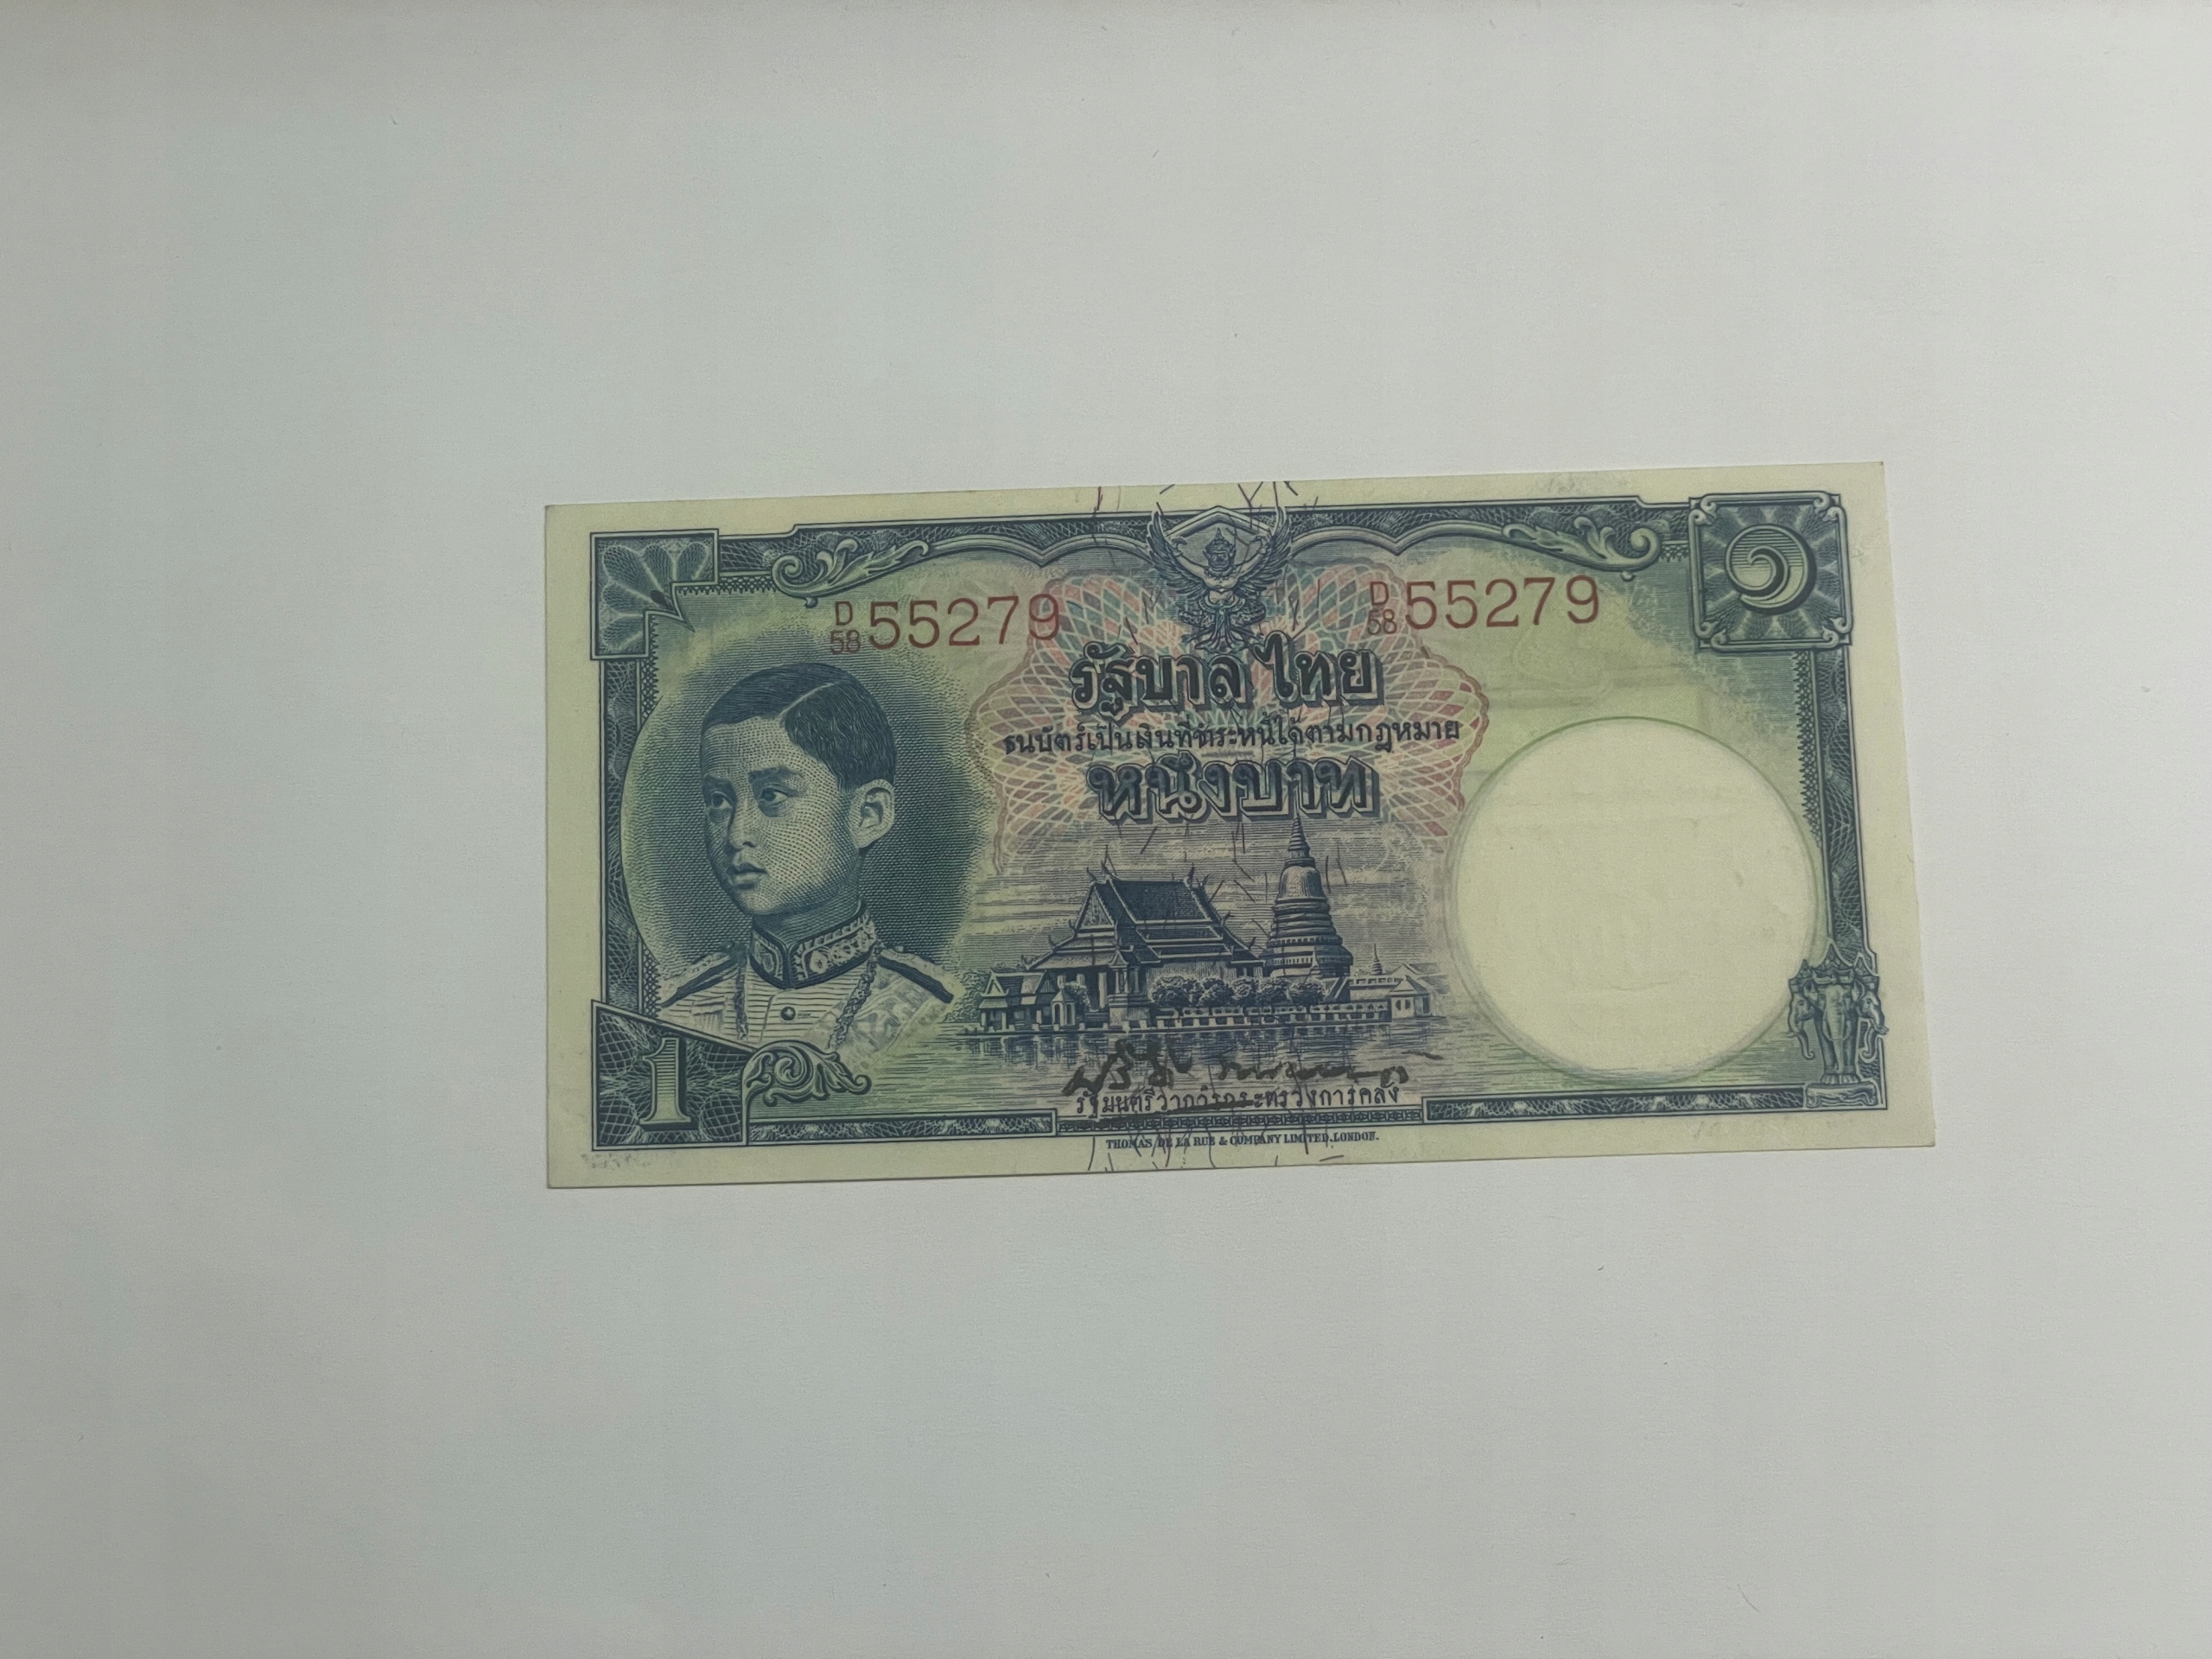 D
58 55279
D
58 55279
๑
รัฐบาลไทย
ธนบัตร์เป็นเงินที่ชำระหนี้ได้ตามกฎหมาย
หนึ่งบาท
รัฐมนตรีว่าการกระทรวงการคลัง
1
THOMAS DE LA RUE & COMPANY LIMITED, LONDON.